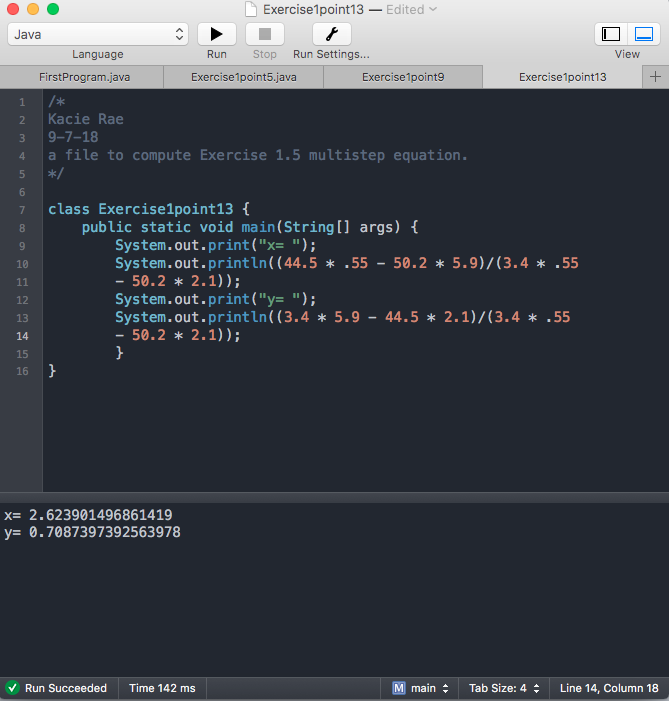 Exercise1point13 — Edited
Java
Language Run Stop Run Settings... View
FirstProgram.java Exercise1point5.java Exercise1point9 Exercise1point13 +
1 /*
2 Kacie Rae
3 9-7-18
4 a file to compute Exercise 1.5 multistep equation.
5 */
6
7 class Exercise1point13 {
8     public static void main(String[] args) {
9         System.out.print("x= ");
10         System.out.println((44.5 * .55 - 50.2 * 5.9)/(3.4 * .55
11         - 50.2 * 2.1));
12         System.out.print("y= ");
13         System.out.println((3.4 * 5.9 - 44.5 * 2.1)/(3.4 * .55
14         - 50.2 * 2.1));
15         }
16 }
x= 2.623901496861419
y= 0.7087397392563978
Run Succeeded Time 142 ms M main Tab Size: 4 Line 14, Column 18